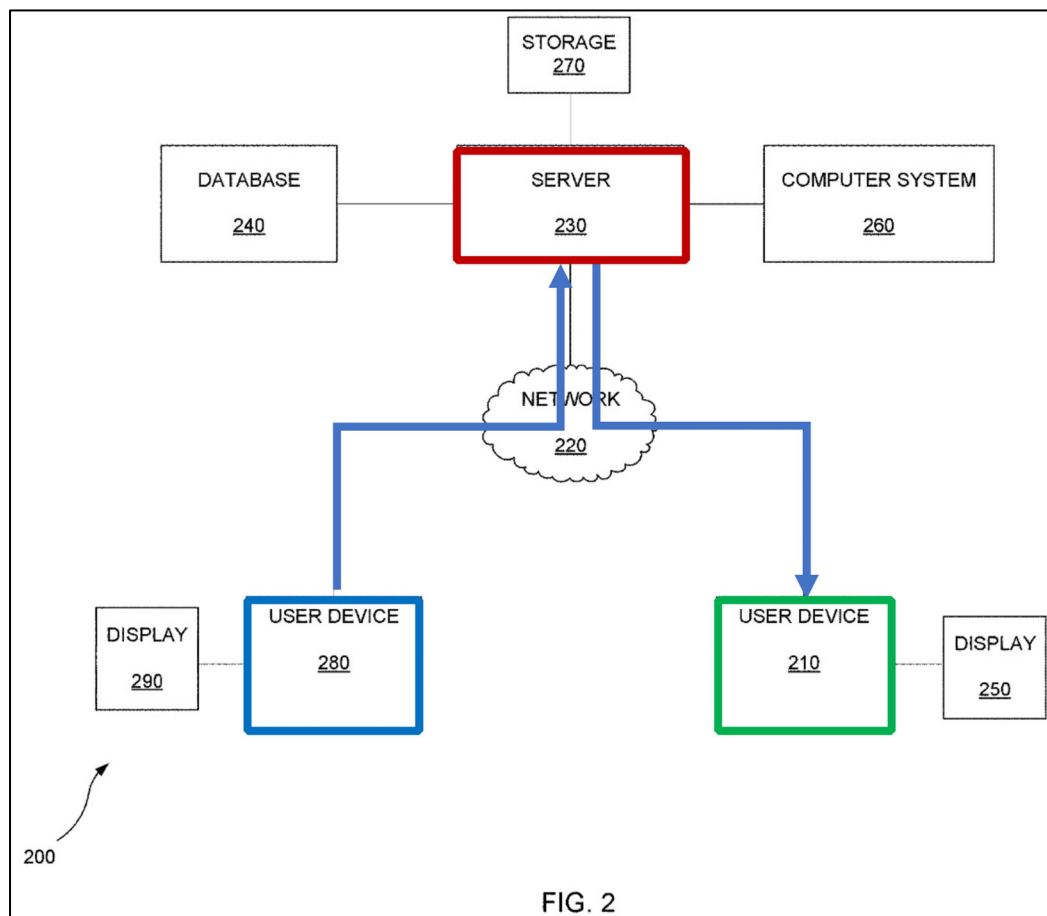 STORAGE
270
DATABASE
240
SERVER
230
COMPUTER SYSTEM
260
NETWORK
220
DISPLAY
290
USER DEVICE
280
USER DEVICE
210
DISPLAY
250
200
FIG. 2